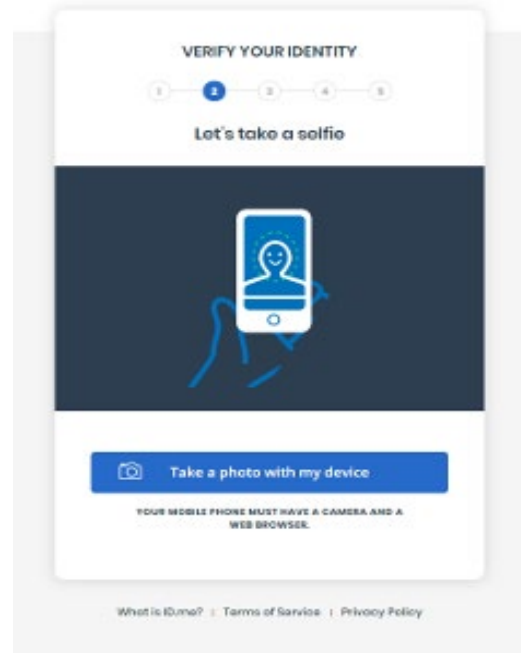 VERIFY YOUR IDENTITY
1 2 3 4 5
Let's take a selfie
Take a photo with my device
YOUR MOBILE PHONE MUST HAVE A CAMERA AND A
WEB BROWSER.
What is ID.me? | Terms of Service | Privacy Policy